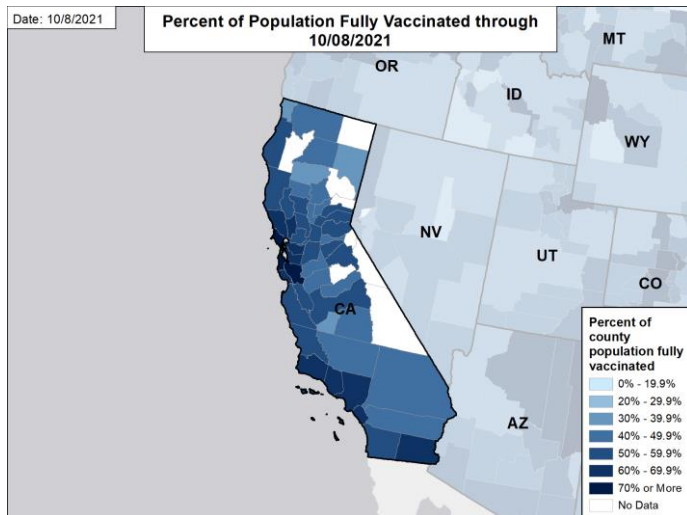 Date: 10/8/2021
Percent of Population Fully Vaccinated through
10/08/2021
MT
OR
ID
WY
NV
UT
CO
CA
AZ
Percent of
county
population fully
vaccinated
0% - 19.9%
20% - 29.9%
30% - 39.9%
40% - 49.9%
50% - 59.9%
60% - 69.9%
70% or More
No Data